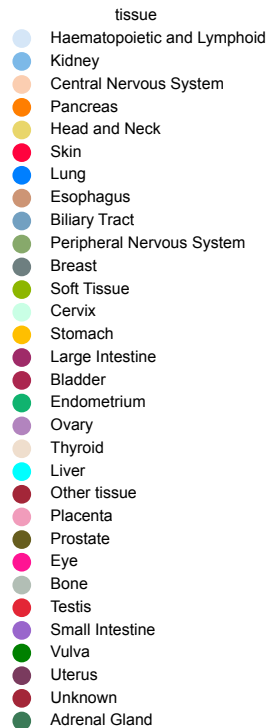 tissue
Haematopoietic and Lymphoid
Kidney
Central Nervous System
Pancreas
Head and Neck
Skin
Lung
Esophagus
Biliary Tract
Peripheral Nervous System
Breast
Soft Tissue
Cervix
Stomach
Large Intestine
Bladder
Endometrium
Ovary
Thyroid
Liver
Other tissue
Placenta
Prostate
Eye
Bone
Testis
Small Intestine
Vulva
Uterus
Unknown
Adrenal Gland